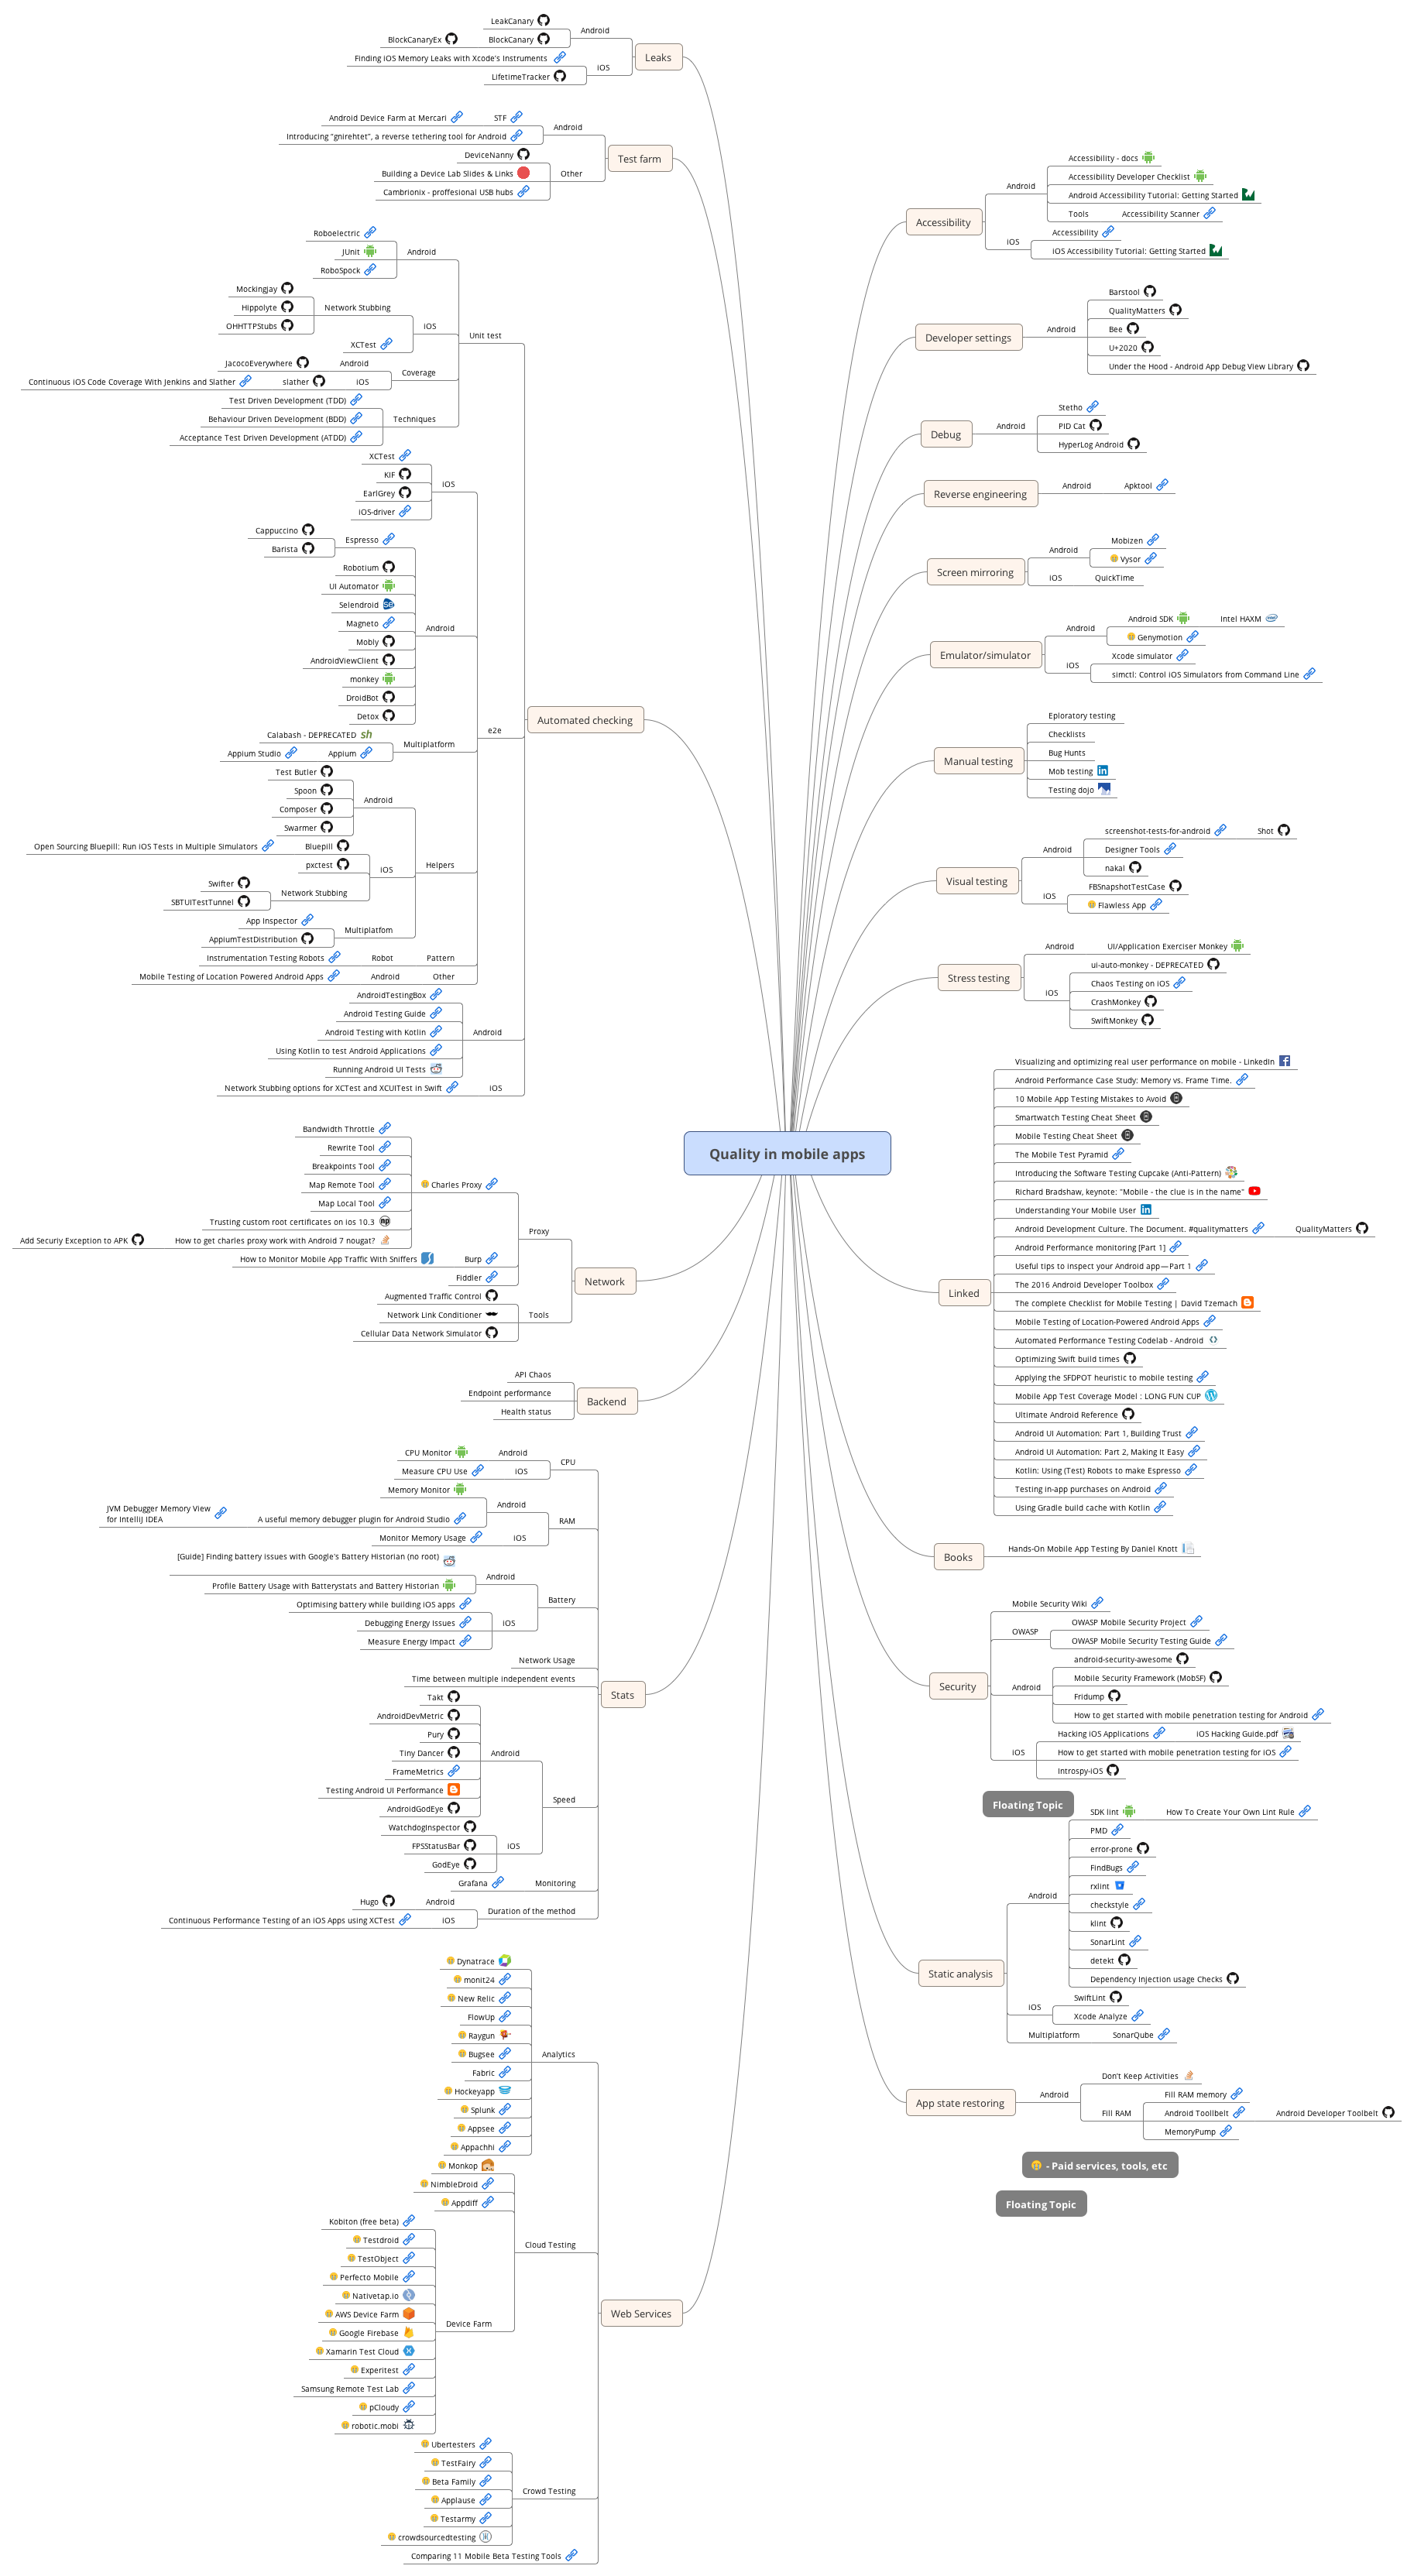 Quality in mobile apps
Leaks
Android
LeakCanary
BlockCanary
BlockCanaryEx
iOS
Finding iOS Memory Leaks with Xcode's Instruments
LifetimeTracker
Test farm
Android
STF
Android Device Farm at Mercari
Introducing “gnirehtet”, a reverse tethering tool for Android
Other
DeviceNanny
Building a Device Lab Slides & Links
Cambrionix - proffesional USB hubs
Automated checking
Unit test
Android
Roboelectric
JUnit
RoboSpock
iOS
Network Stubbing
Mockingjay
Hippolyte
OHHTTPStubs
XCTest
Coverage
Android
JacocoEverywhere
iOS
slather
Continuous iOS Code Coverage With Jenkins and Slather
Techniques
Test Driven Development (TDD)
Behaviour Driven Development (BDD)
Acceptance Test Driven Development (ATDD)
e2e
iOS
XCTest
KIF
EarlGrey
iOS-driver
Android
Espresso
Cappuccino
Barista
Robotium
UI Automator
Selendroid
Magneto
Mobly
AndroidViewClient
monkey
DroidBot
Detox
Multiplatform
Calabash - DEPRECATED
Appium
Appium Studio
Helpers
Android
Test Butler
Spoon
Composer
Swarmer
iOS
Bluepill
Open Sourcing Bluepill: Run iOS Tests in Multiple Simulators
pxctest
Network Stubbing
Swifter
SBTUITestTunnel
Multiplatfom
App Inspector
AppiumTestDistribution
Pattern
Robot
Instrumentation Testing Robots
Other
Android
Mobile Testing of Location Powered Android Apps
Android
AndroidTestingBox
Android Testing Guide
Android Testing with Kotlin
Using Kotlin to test Android Applications
Running Android UI Tests
iOS
Network Stubbing options for XCTest and XCUITest in Swift
Network
Proxy
Charles Proxy
Bandwidth Throttle
Rewrite Tool
Breakpoints Tool
Map Remote Tool
Map Local Tool
Trusting custom root certificates on ios 10.3
How to get charles proxy work with Android 7 nougat?
Add Securiy Exception to APK
Burp
How to Monitor Mobile App Traffic With Sniffers
Fiddler
Tools
Augmented Traffic Control
Network Link Conditioner
Cellular Data Network Simulator
Backend
API Chaos
Endpoint performance
Health status
Stats
CPU
Android
CPU Monitor
iOS
Measure CPU Use
RAM
Android
Memory Monitor
A useful memory debugger plugin for Android Studio
JVM Debugger Memory View
for IntelliJ IDEA
iOS
Monitor Memory Usage
Battery
Android
[Guide] Finding battery issues with Google's Battery Historian (no root)
Profile Battery Usage with Batterystats and Battery Historian
iOS
Optimising battery while building iOS apps
Debugging Energy Issues
Measure Energy Impact
Network Usage
Time between multiple independent events
Speed
Android
Takt
AndroidDevMetric
Pury
Tiny Dancer
FrameMetrics
Testing Android UI Performance
AndroidGodEye
iOS
WatchdogInspector
FPSStatusBar
GodEye
Monitoring
Grafana
Duration of the method
Android
Hugo
iOS
Continuous Performance Testing of an iOS Apps using XCTest
Web Services
Analytics
Dynatrace
monit24
New Relic
FlowUp
Raygun
Bugsee
Fabric
Hockeyapp
Splunk
Appsee
Appachhi
Cloud Testing
Monkop
NimbleDroid
Appdiff
Device Farm
Kobiton (free beta)
Testdroid
TestObject
Perfecto Mobile
Nativetap.io
AWS Device Farm
Google Firebase
Xamarin Test Cloud
Experitest
Samsung Remote Test Lab
pCloudy
robotic.mobi
Crowd Testing
Ubertesters
TestFairy
Beta Family
Applause
Testarmy
crowdsourcedtesting
Comparing 11 Mobile Beta Testing Tools
Accessibility
Android
Accessibility - docs
Accessibility Developer Checklist
Android Accessibility Tutorial: Getting Started
Tools
Accessibility Scanner
iOS
Accessibility
iOS Accessibility Tutorial: Getting Started
Developer settings
Android
Barstool
QualityMatters
Bee
U+2020
Under the Hood - Android App Debug View Library
Debug
Android
Stetho
PID Cat
HyperLog Android
Reverse engineering
Android
Apktool
Screen mirroring
Android
Mobizen
Vysor
iOS
QuickTime
Emulator/simulator
Android
Android SDK
Intel HAXM
Genymotion
iOS
Xcode simulator
simctl: Control iOS Simulators from Command Line
Manual testing
Eploratory testing
Checklists
Bug Hunts
Mob testing
Testing dojo
Visual testing
Android
screenshot-tests-for-android
Shot
Designer Tools
nakal
iOS
FBSnapshotTestCase
Flawless App
Stress testing
Android
UI/Application Exerciser Monkey
iOS
ui-auto-monkey - DEPRECATED
Chaos Testing on iOS
CrashMonkey
SwiftMonkey
Linked
Visualizing and optimizing real user performance on mobile - LinkedIn
Android Performance Case Study: Memory vs. Frame Time.
10 Mobile App Testing Mistakes to Avoid
Smartwatch Testing Cheat Sheet
Mobile Testing Cheat Sheet
The Mobile Test Pyramid
Introducing the Software Testing Cupcake (Anti-Pattern)
Richard Bradshaw, keynote: "Mobile - the clue is in the name"
Understanding Your Mobile User
Android Development Culture. The Document. #qualitymatters
QualityMatters
Android Performance monitoring [Part 1]
Useful tips to inspect your Android app — Part 1
The 2016 Android Developer Toolbox
The complete Checklist for Mobile Testing | David Tzemach
Mobile Testing of Location-Powered Android Apps
Automated Performance Testing Codelab - Android
Optimizing Swift build times
Applying the SFDPOT heuristic to mobile testing
Mobile App Test Coverage Model : LONG FUN CUP
Ultimate Android Reference
Android UI Automation: Part 1, Building Trust
Android UI Automation: Part 2, Making It Easy
Kotlin: Using (Test) Robots to make Espresso
Testing in-app purchases on Android
Using Gradle build cache with Kotlin
Books
Hands-On Mobile App Testing By Daniel Knott
Security
Mobile Security Wiki
OWASP
OWASP Mobile Security Project
OWASP Mobile Security Testing Guide
Android
android-security-awesome
Mobile Security Framework (MobSF)
Fridump
How to get started with mobile penetration testing for Android
iOS
Hacking iOS Applications
iOS Hacking Guide.pdf
How to get started with mobile penetration testing for iOS
Introspy-iOS
Floating Topic
Static analysis
Android
SDK lint
How To Create Your Own Lint Rule
PMD
error-prone
FindBugs
rxlint
checkstyle
klint
SonarLint
detekt
Dependency Injection usage Checks
iOS
SwiftLint
Xcode Analyze
Multiplatform
SonarQube
App state restoring
Android
Don't Keep Activities
Fill RAM
Fill RAM memory
Android Toollbelt
Android Developer Toolbelt
MemoryPump
- Paid services, tools, etc
Floating Topic